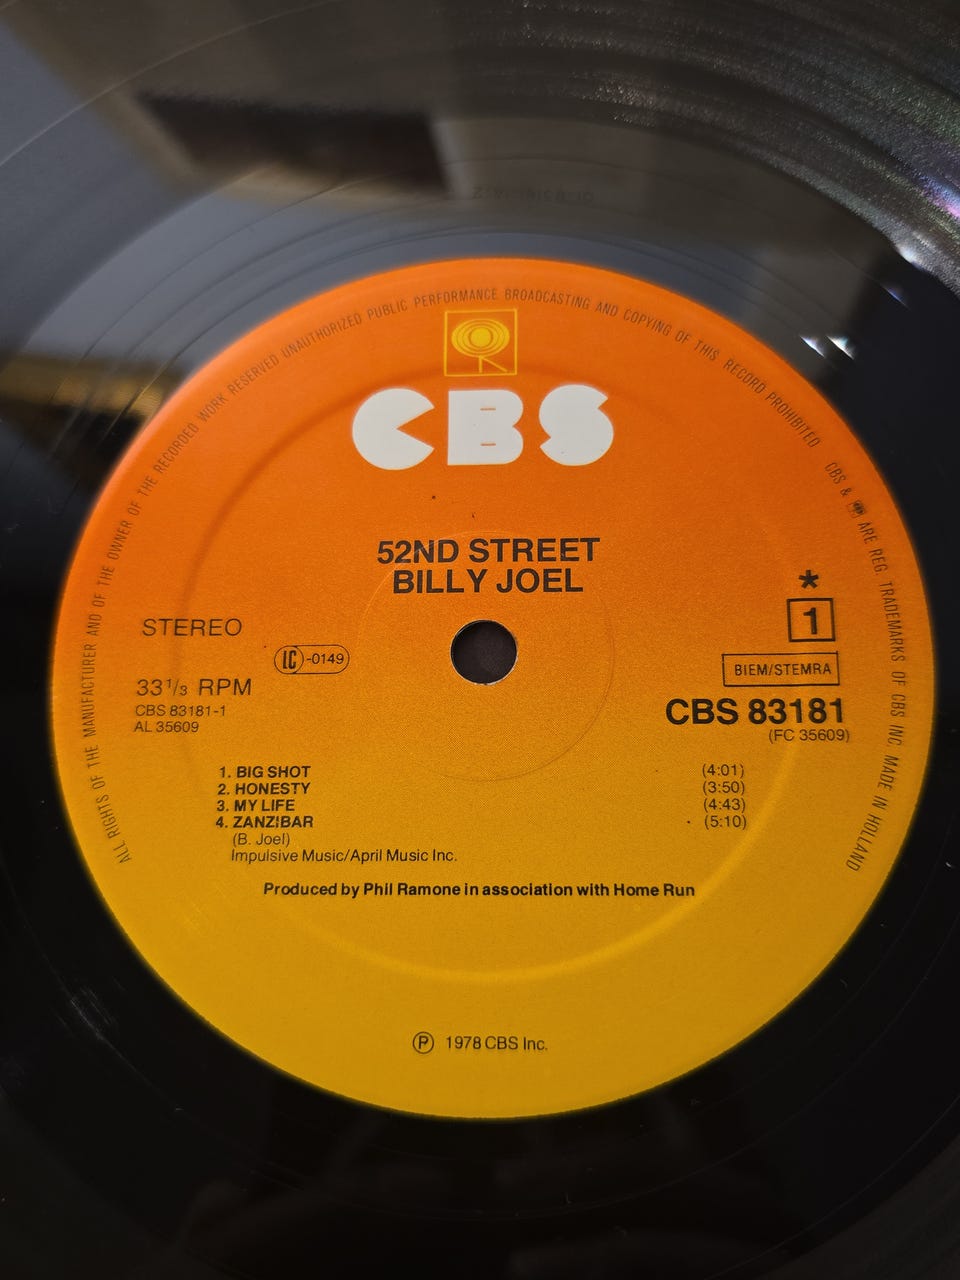 ALL RIGHTS OF THE MANUFACTURER AND OF THE OWNER OF THE RECORDED WORK RESERVED UNAUTHORIZED PUBLIC PERFORMANCE BROADCASTING AND COPYING OF THIS RECORD PROHIBITED
CBS & ARE REG. TRADEMARKS OF CBS INC. MADE IN HOLLAND
CBS
52ND STREET
BILLY JOEL
STEREO
LC-0149
33 1/3 RPM
CBS 83181-1
AL 35609
*
1
BIEM/STEMRA
CBS 83181
(FC 35609)
1. BIG SHOT (4:01)
2. HONESTY (3:50)
3. MY LIFE (4:43)
4. ZANZIBAR (5:10)
(B. Joel)
Impulsive Music/April Music Inc.
Produced by Phil Ramone in association with Home Run
℗ 1978 CBS Inc.